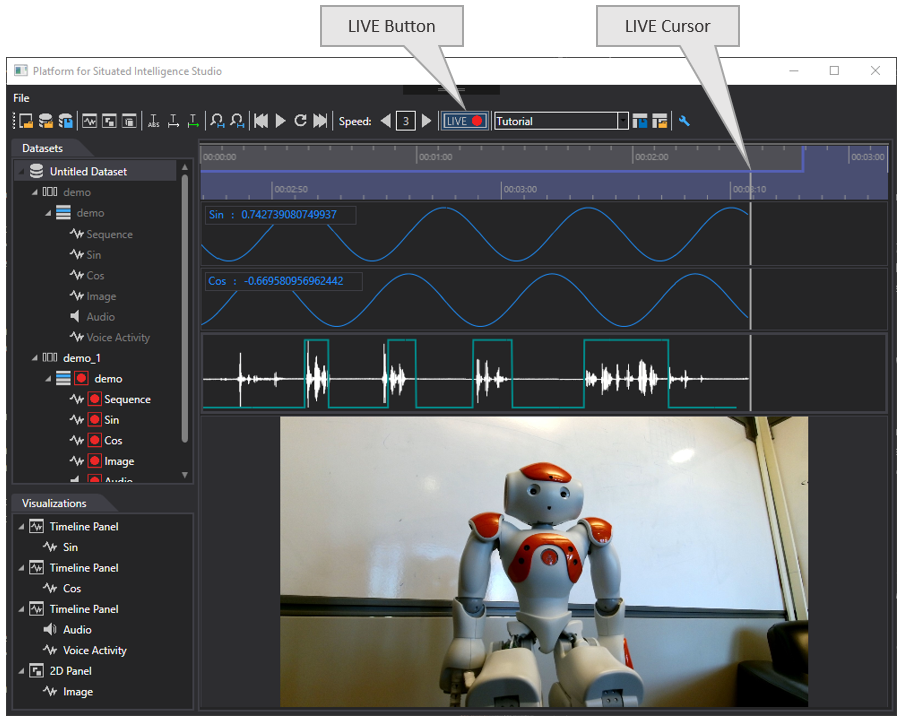 LIVE Button LIVE Cursor
Platform for Situated Intelligence Studio
File
ABS Speed: 3 LIVE Tutorial
Datasets
00:00:00 00:01:00 00:02:00 00:03:00
Untitled Dataset
demo
00:02:50 00:03:00 00:03:10
demo
Sin : 0.742739080749937
Sequence
Sin
Cos
Cos : -0.669580956962442
Image
Audio
Voice Activity
demo_1
demo
Sequence
Sin
Cos
Image
Audio
Visualizations
Timeline Panel
Sin
Timeline Panel
Cos
Timeline Panel
Audio
Voice Activity
2D Panel
Image